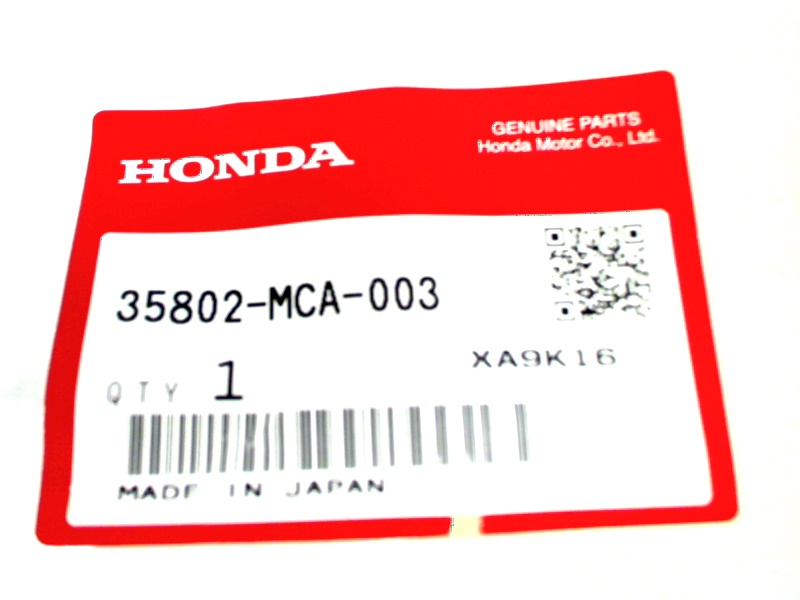 HONDA
GENUINE PARTS
Honda Motor Co., Ltd.
35802-MCA-003
XA9K16
QTY 1
MADE IN JAPAN